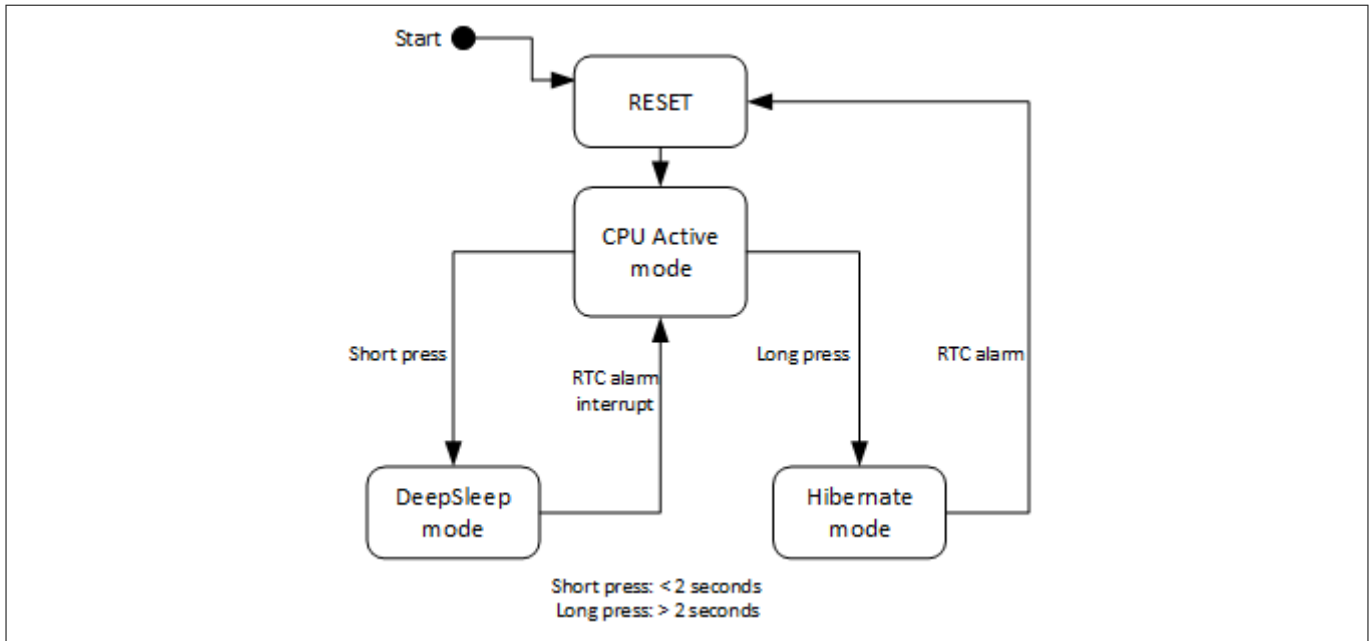 Start
RESET
CPU Active
mode
Short press
RTC alarm
interrupt
Long press
RTC alarm
DeepSleep
mode
Hibernate
mode
Short press: < 2 seconds
Long press: > 2 seconds